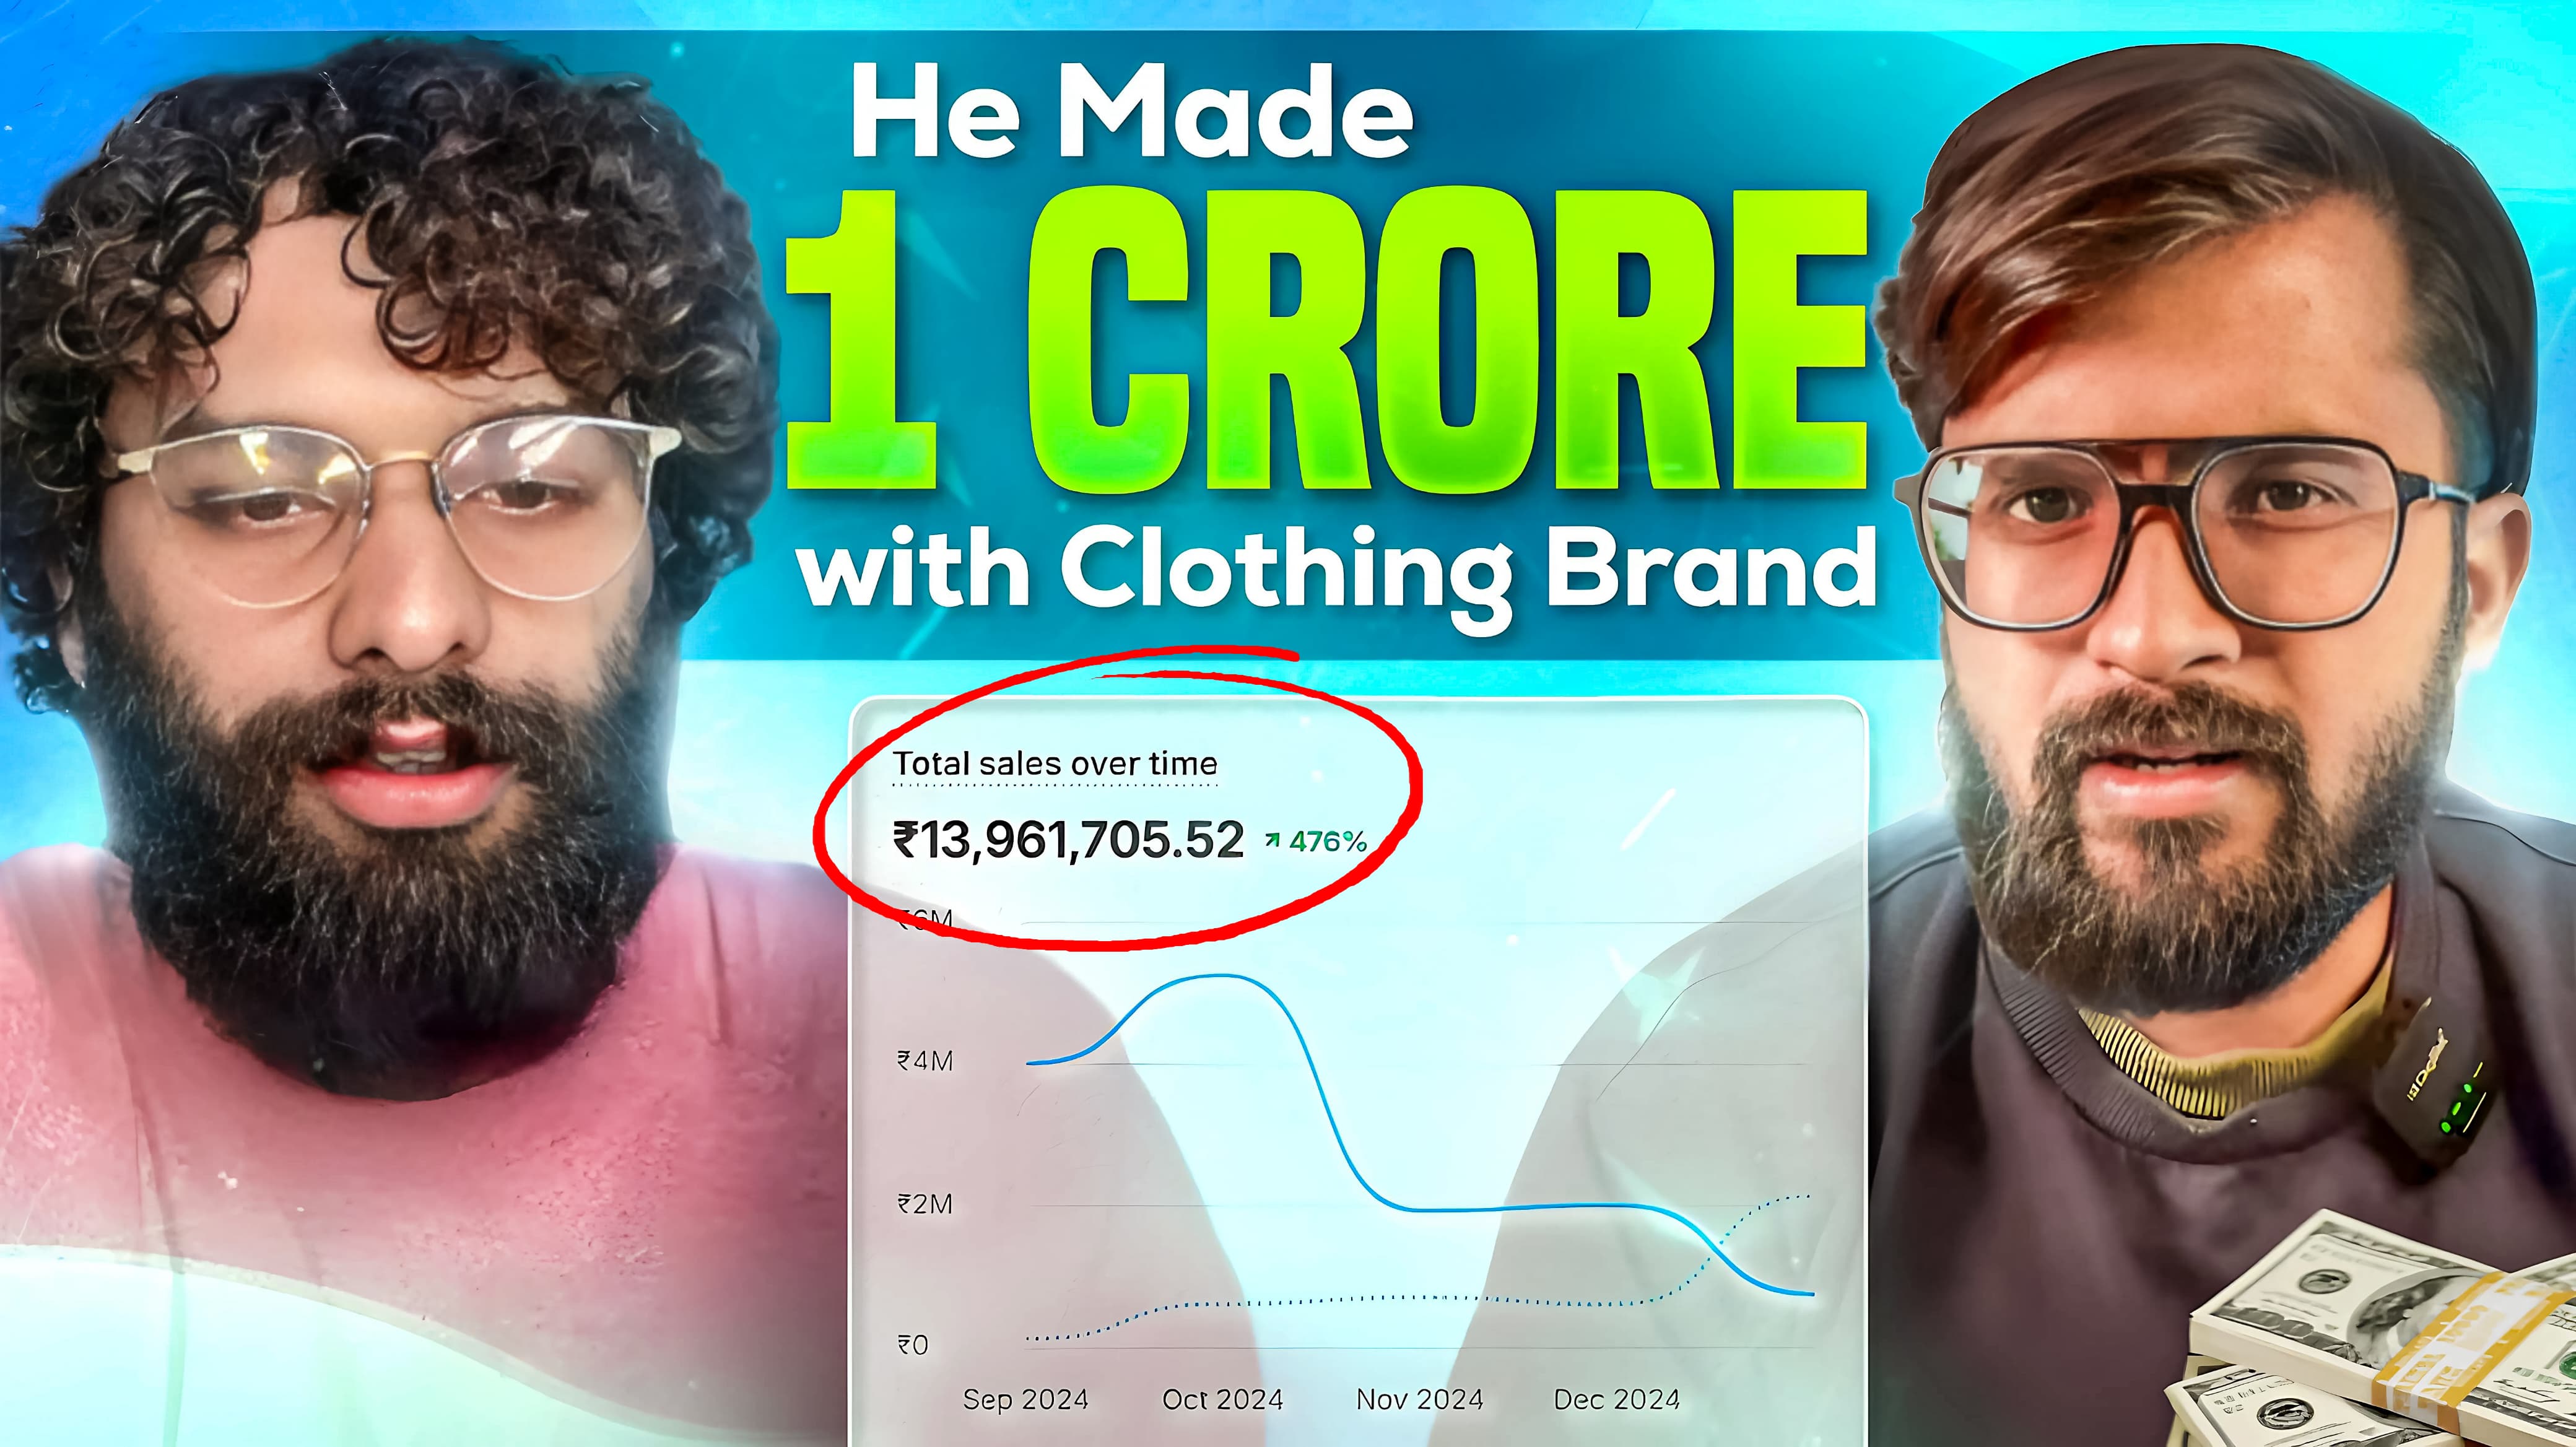 He Made
1 CRORE
with Clothing Brand
Total sales over time
₹13,961,705.52 ↗ 476%
₹6M
₹4M
₹2M
₹0
Sep 2024 Oct 2024 Nov 2024 Dec 2024